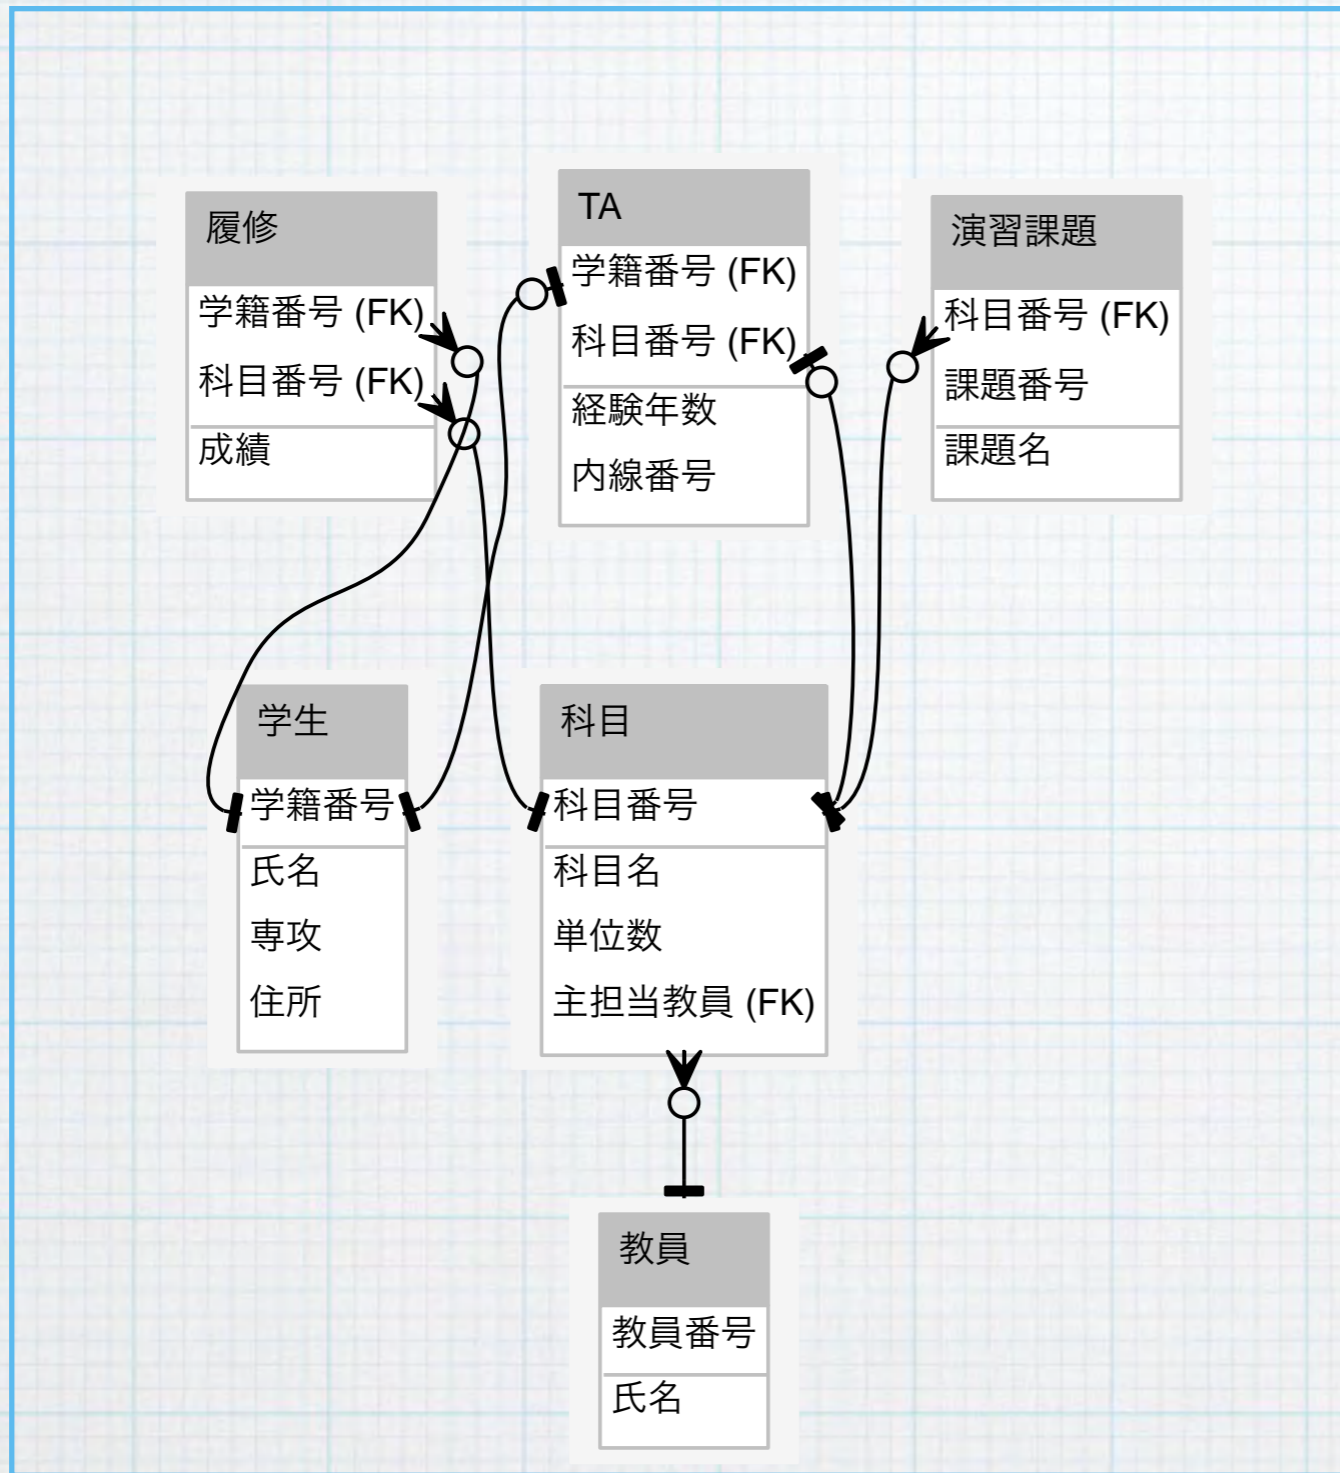 履修
学籍番号 (FK)
科目番号 (FK)
成績
TA
学籍番号 (FK)
科目番号 (FK)
経験年数
内線番号
演習課題
科目番号 (FK)
課題番号
課題名
学生
学籍番号
氏名
専攻
住所
科目
科目番号
科目名
単位数
主担当教員 (FK)
教員
教員番号
氏名